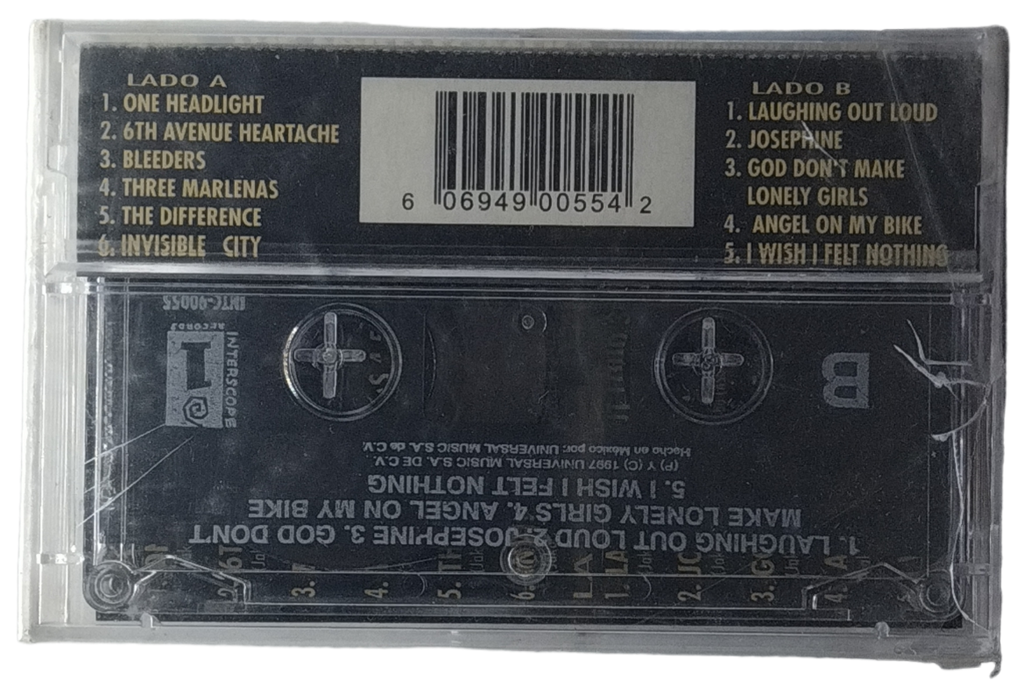 LADO A
1. ONE HEADLIGHT
2. 6TH AVENUE HEARTACHE
3. BLEEDERS
4. THREE MARLENAS
5. THE DIFFERENCE
6. INVISIBLE CITY
6 06949 00554 2
LADO B
1. LAUGHING OUT LOUD
2. JOSEPHINE
3. GOD DON'T MAKE
LONELY GIRLS
4. ANGEL ON MY BIKE
5. I WISH I FELT NOTHING
INTC-90055
INTERSCOPE
RECORDS
B
1. LAUGHING OUT LOUD 2. JOSEPHINE 3. GOD DON'T
MAKE LONELY GIRLS 4. ANGEL ON MY BIKE
5. I WISH I FELT NOTHING
(P) Y (C) 1997 UNIVERSAL MUSIC S.A. DE C.V.
Hecho en México por: UNIVERSAL MUSIC S.A. de C.V.